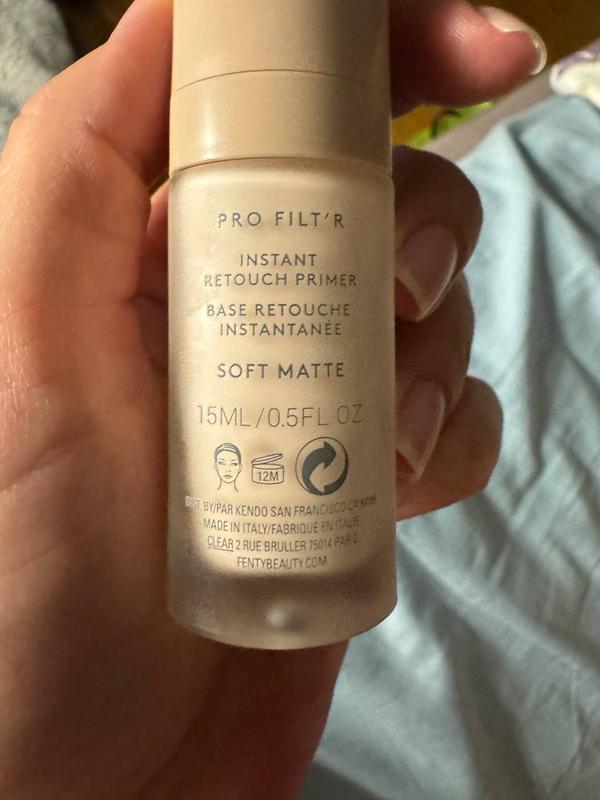 PRO FILT'R
INSTANT
RETOUCH PRIMER
BASE RETOUCHE
INSTANTANÉE
SOFT MATTE
15ML/0.5FL.OZ
12M
DIST. BY/PAR KENDO SAN FRANCISCO CA
MADE IN ITALY/FABRIQUÉ EN ITALIE
CLEAR 2 RUE BRULLER 75014 PARIS
FENTYBEAUTY.COM